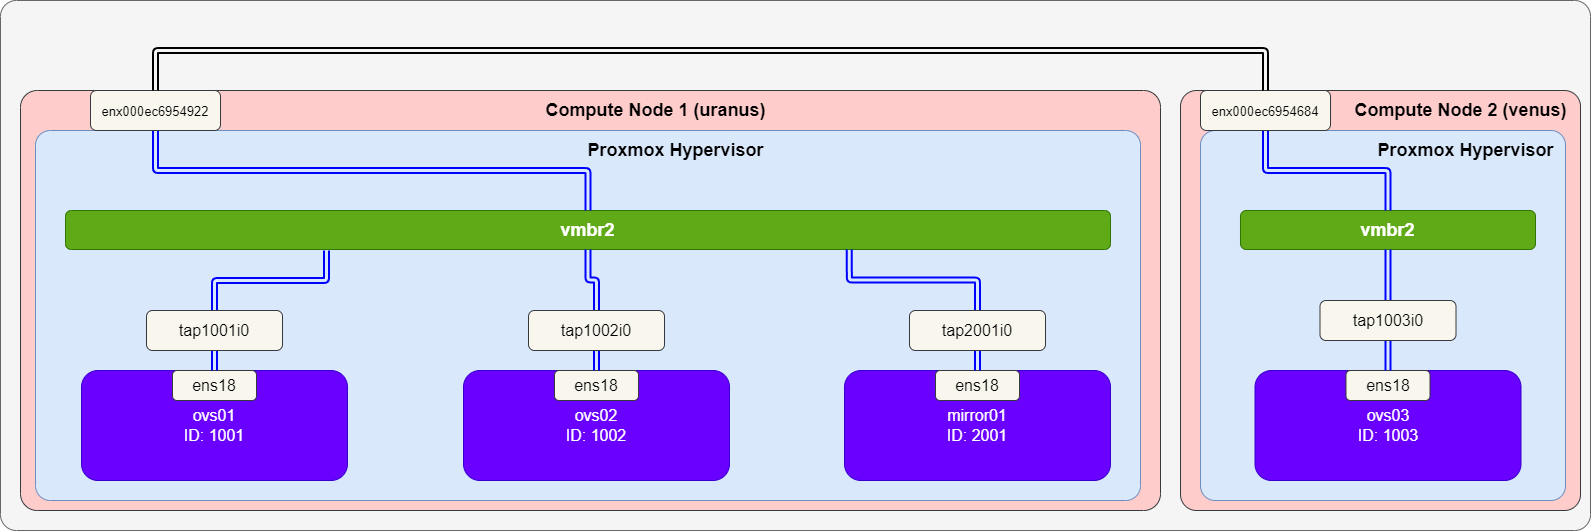 enx000ec6954922
Compute Node 1 (uranus)
Proxmox Hypervisor
vmbr2
tap1001i0
tap1002i0
tap2001i0
ens18
ovs01
ID: 1001
ens18
ovs02
ID: 1002
ens18
mirror01
ID: 2001
enx000ec6954684
Compute Node 2 (venus)
Proxmox Hypervisor
vmbr2
tap1003i0
ens18
ovs03
ID: 1003